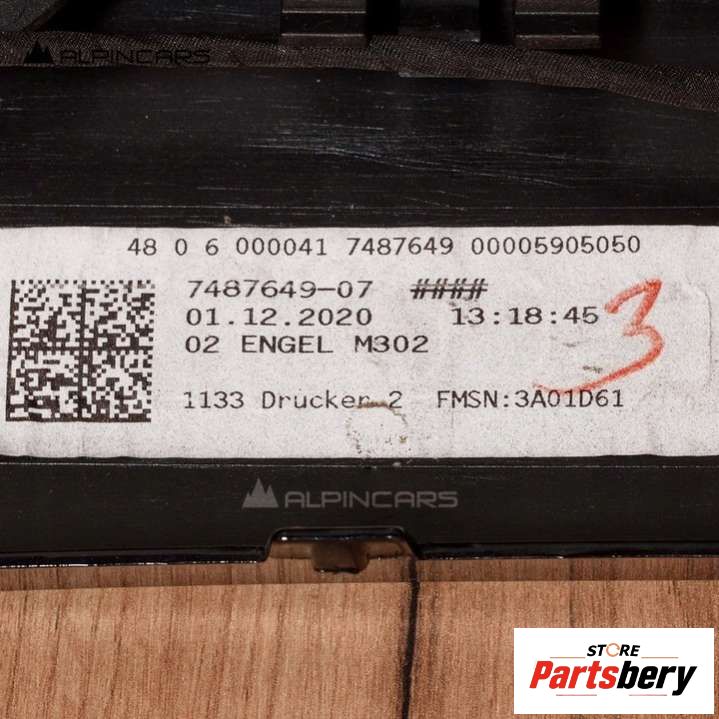 ALPINCARS
48 0 6 000041 7487649 00005905050
7487649-07 ####
01.12.2020 13:18:45
3
02 ENGEL M302
1133 Drucker 2 FMSN:3A01D61
ALPINCARS
STORE
Partsbery